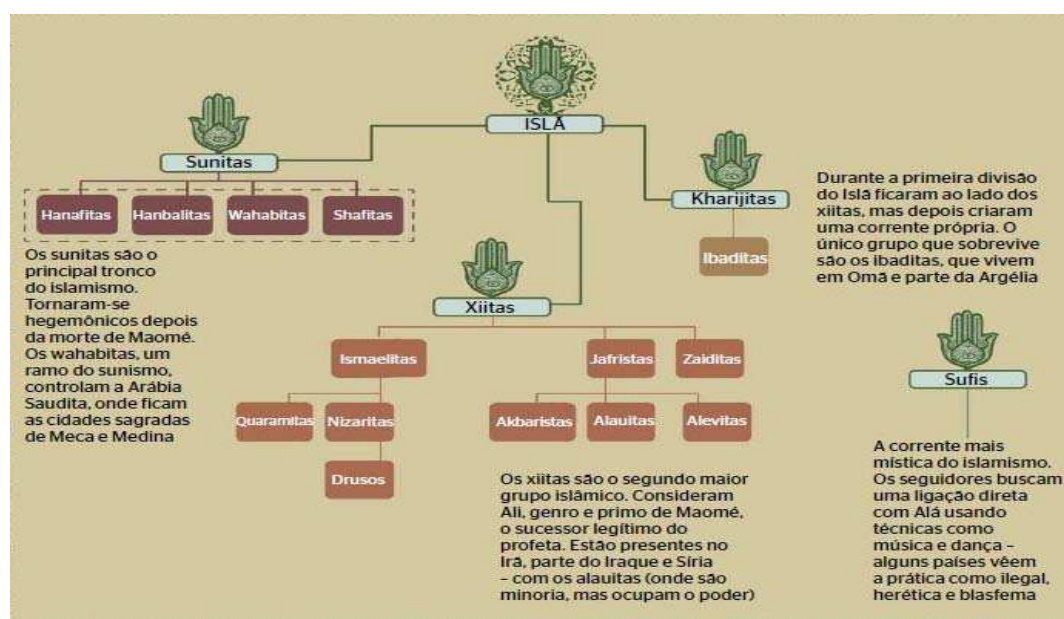 ISLÃ
Sunitas
Hanafitas
Hanbalitas
Wahabitas
Shafitas
Os sunitas são o
principal tronco
do islamismo.
Tornaram-se
hegemônicos depois
da morte de Maomé.
Os wahabitas, um
ramo do sunismo,
controlam a Arábia
Saudita, onde ficam
as cidades sagradas
de Meca e Medina
Kharijitas
Ibaditas
Durante a primeira divisão
do Islã ficaram ao lado dos
xiitas, mas depois criaram
uma corrente própria. O
único grupo que sobrevive
são os ibaditas, que vivem
em Omã e parte da Argélia
Xiitas
Ismaelitas
Jafristas
Zaiditas
Quaramitas
Nizaritas
Akbaristas
Alauitas
Alevitas
Drusos
Os xiitas são o segundo maior
grupo islâmico. Consideram
Ali, genro e primo de Maomé,
o sucessor legítimo do
profeta. Estão presentes no
Irã, parte do Iraque e Síria
– com os alauitas (onde são
minoria, mas ocupam o poder)
Sufis
A corrente mais
mística do islamismo.
Os seguidores buscam
uma ligação direta
com Alá usando
técnicas como
música e dança –
alguns países vêem
a prática como ilegal,
herética e blasfema